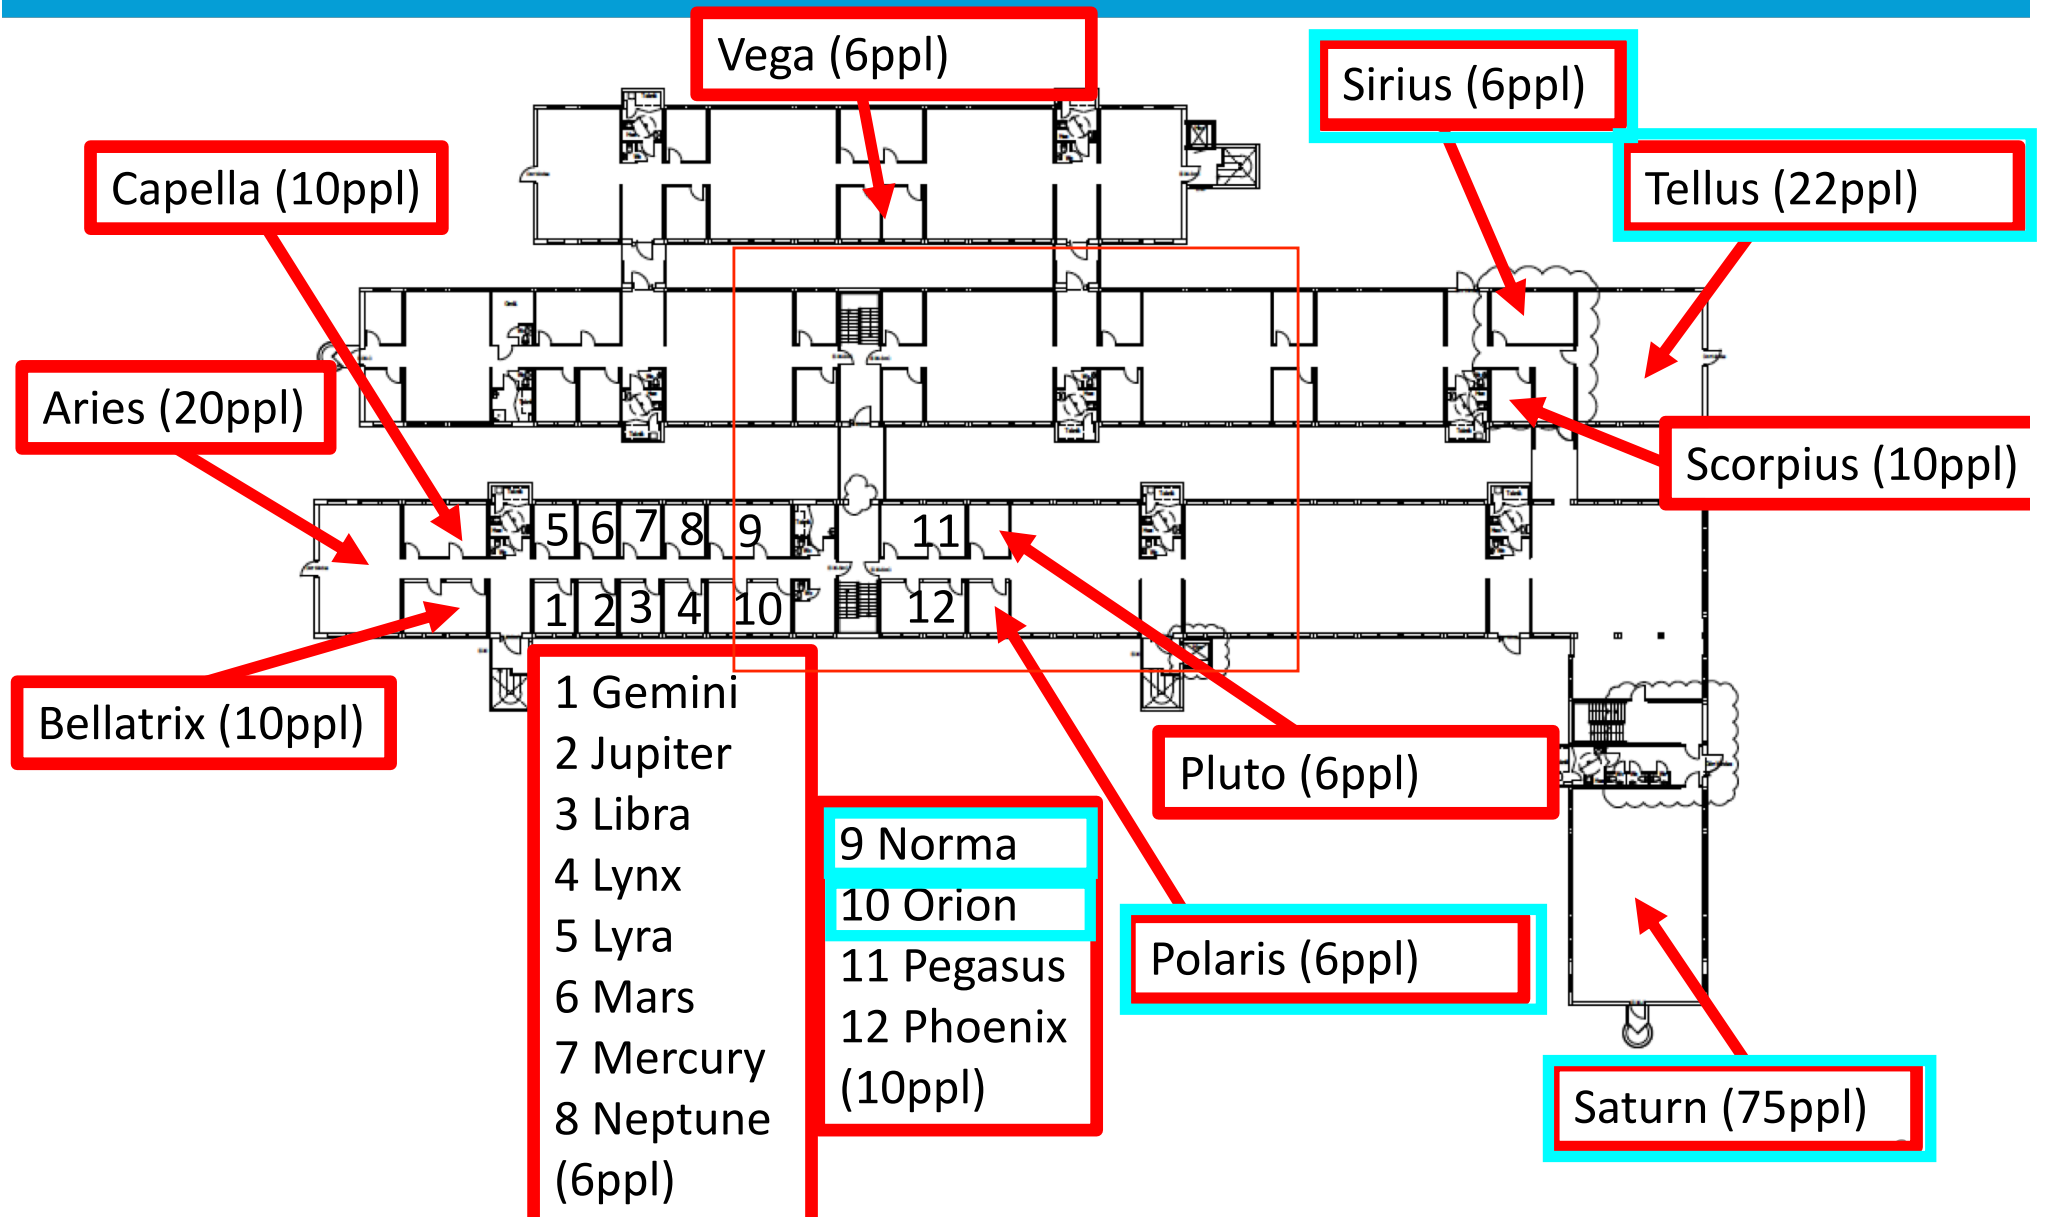 Vega (6ppl)
Sirius (6ppl)
Capella (10ppl)
Tellus (22ppl)
Aries (20ppl)
Scorpius (10ppl)
5 6 7 8 9 11
1 2 3 4 10 12
Bellatrix (10ppl)
1 Gemini
2 Jupiter
3 Libra
4 Lynx
5 Lyra
6 Mars
7 Mercury
8 Neptune
(6ppl)
9 Norma
10 Orion
11 Pegasus
12 Phoenix
(10ppl)
Pluto (6ppl)
Polaris (6ppl)
Saturn (75ppl)